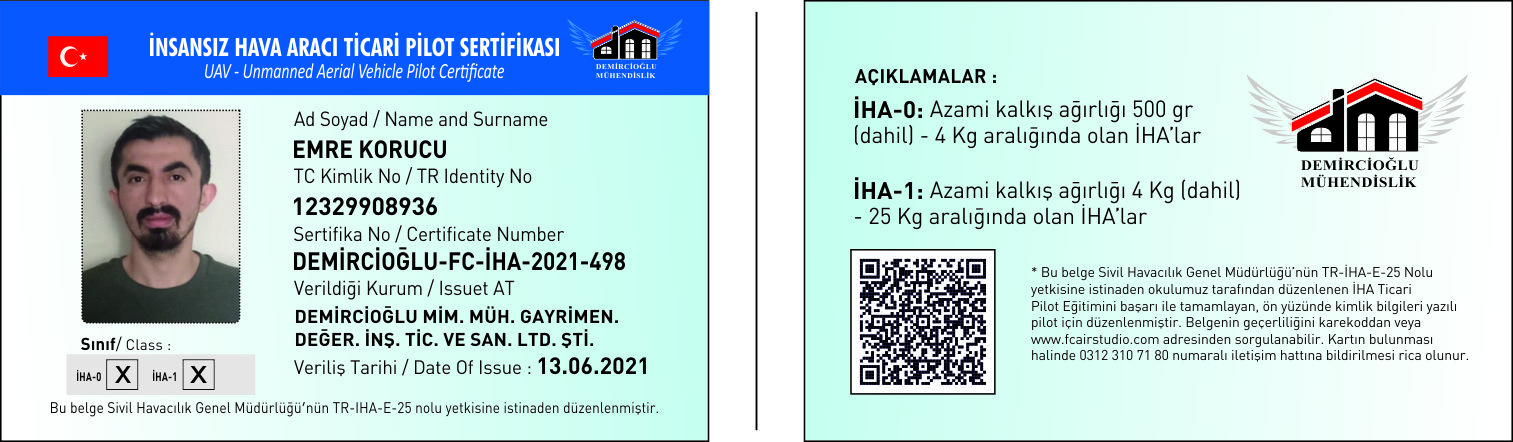 İNSANSIZ HAVA ARACI TİCARİ PİLOT SERTİFİKASI
UAV - Unmanned Aerial Vehicle Pilot Certificate
DEMİRCİOĞLU
MÜHENDİSLİK
Ad Soyad / Name and Surname
EMRE KORUCU
TC Kimlik No / TR Identity No
12329908936
Sertifika No / Certificate Number
DEMİRCİOĞLU-FC-İHA-2021-498
Verildiği Kurum / Issuet AT
DEMİRCİOĞLU MİM. MÜH. GAYRİMEN.
DEĞER. İNŞ. TİC. VE SAN. LTD. ŞTİ.
Veriliş Tarihi / Date Of Issue : 13.06.2021
Sınıf/ Class :
İHA-0 X İHA-1 X
Bu belge Sivil Havacılık Genel Müdürlüğü'nün TR-IHA-E-25 nolu yetkisine istinaden düzenlenmiştir.
AÇIKLAMALAR :
İHA-0: Azami kalkış ağırlığı 500 gr
(dahil) - 4 Kg aralığında olan İHA'lar
İHA-1: Azami kalkış ağırlığı 4 Kg (dahil)
- 25 Kg aralığında olan İHA'lar
DEMİRCİOĞLU
MÜHENDİSLİK
* Bu belge Sivil Havacılık Genel Müdürlüğü'nün TR-İHA-E-25 Nolu
yetkisine istinaden okulumuz tarafından düzenlenen İHA Ticari
Pilot Eğitimini başarı ile tamamlayan, ön yüzünde kimlik bilgileri yazılı
pilot için düzenlenmiştir. Belgenin geçerliliğini karekoddan veya
www.fcairstudio.com adresinden sorgulanabilir. Kartın bulunması
halinde 0312 310 71 80 numaralı iletişim hattına bildirilmesi rica olunur.